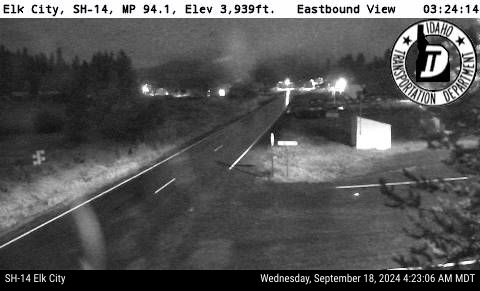 Elk City, SH-14, MP 94.1, Elev 3,939ft. Eastbound View 03:24:14
IDAHO
TRANSPORTATION DEPARTMENT
SH-14 Elk City Wednesday, September 18, 2024 4:23:06 AM MDT